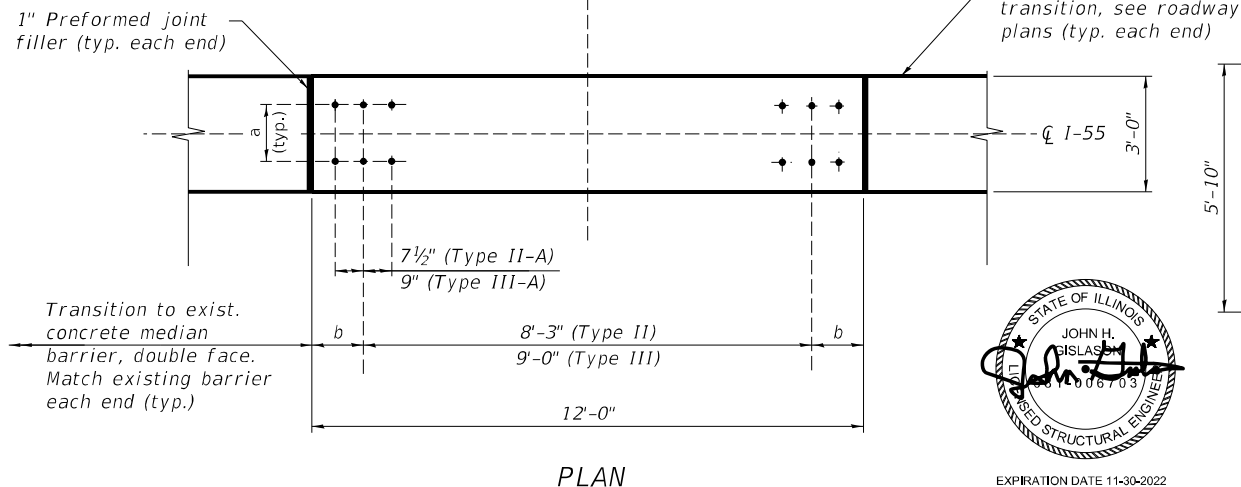 1" Preformed joint
filler (typ. each end)
transition, see roadway
plans (typ. each end)
a
(typ.)
℄ I-55
3'-0"
5'-10"
7½" (Type II-A)
9" (Type III-A)
Transition to exist.
concrete median
barrier, double face.
Match existing barrier
each end (typ.)
b
8'-3" (Type II)
9'-0" (Type III)
b
12'-0"
PLAN
STATE OF ILLINOIS
JOHN H.
GISLASON
006703
LICENSED STRUCTURAL ENGINEER
EXPIRATION DATE 11-30-2022